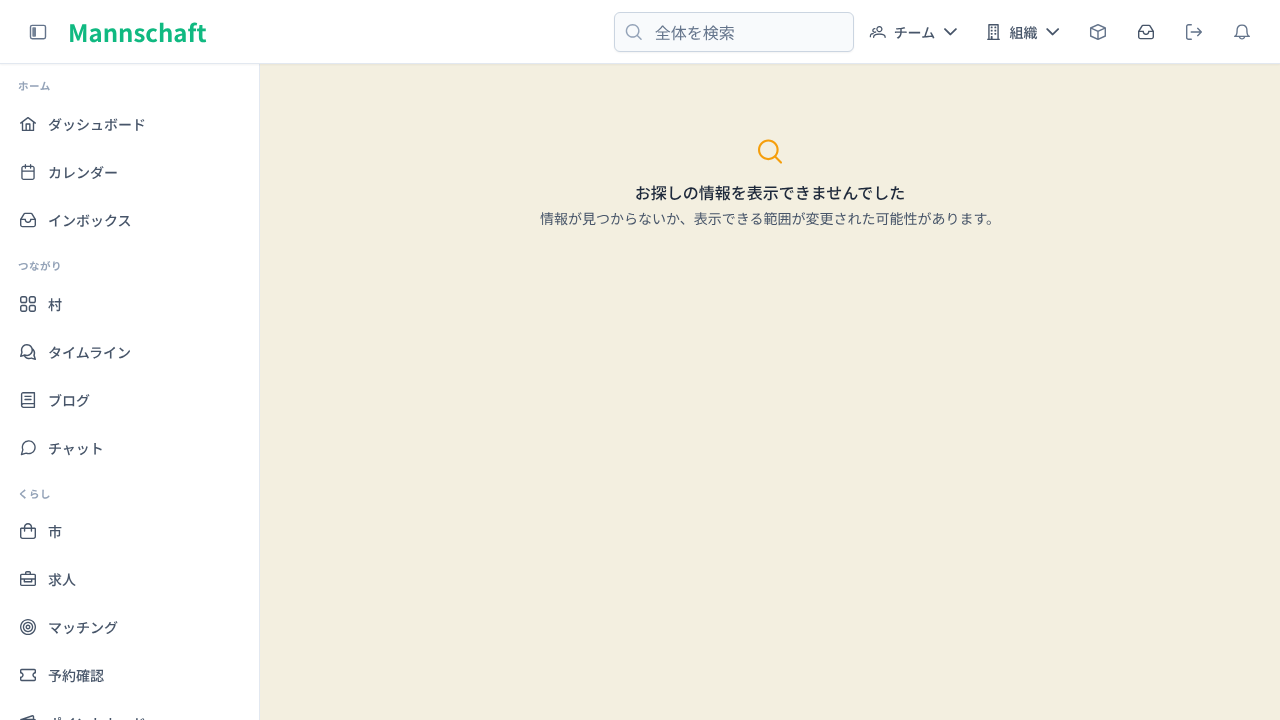 Mannschaft
全体を検索
チーム
組織
ホーム
ダッシュボード
カレンダー
インボックス
つながり
村
タイムライン
ブログ
チャット
くらし
市
求人
マッチング
予約確認
お探しの情報を表示できませんでした
情報が見つからないか、表示できる範囲が変更された可能性があります。